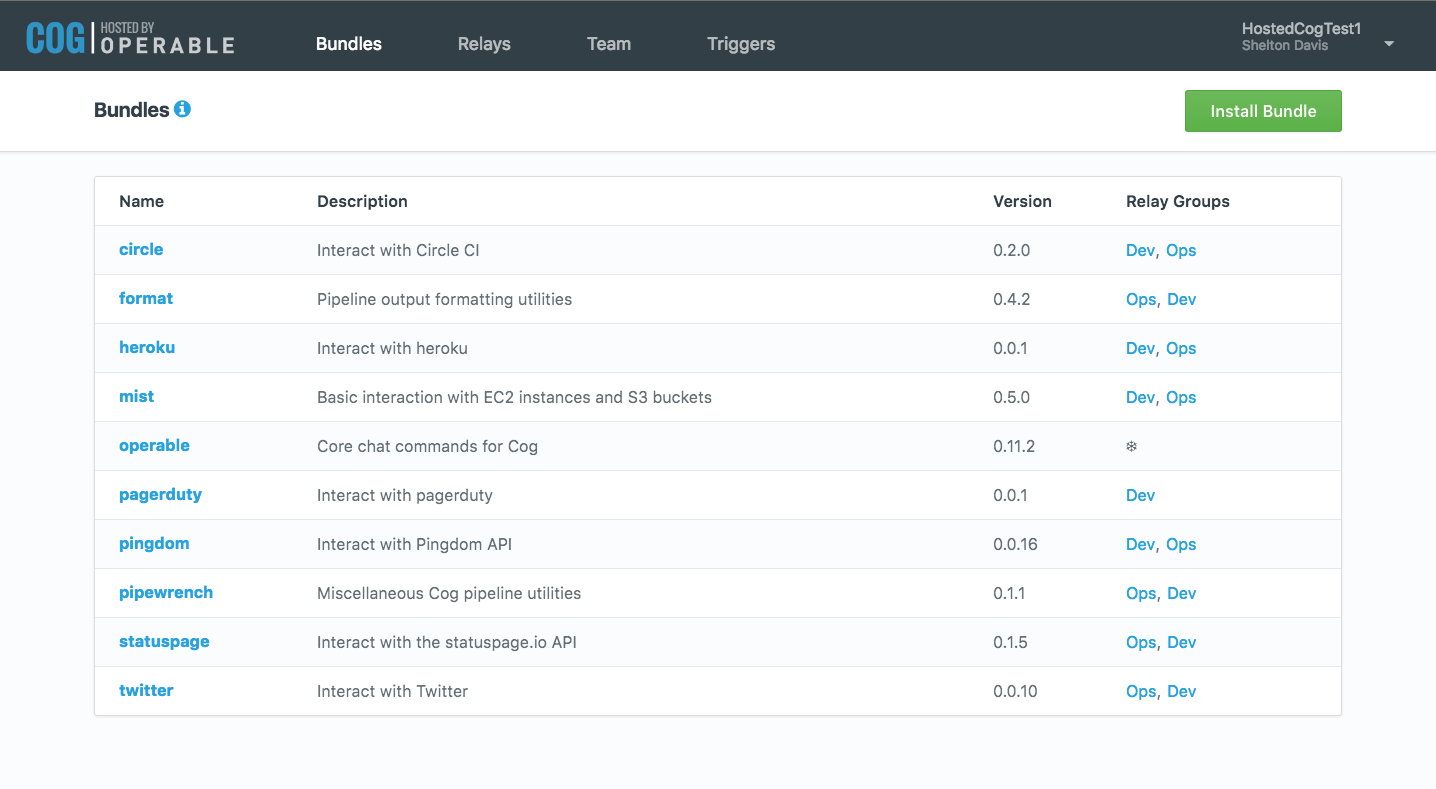 COG HOSTED BY OPERABLE Bundles Relays Team Triggers HostedCogTest1
Shelton Davis
Bundles Install Bundle
Name Description Version Relay Groups
circle Interact with Circle CI 0.2.0 Dev, Ops
format Pipeline output formatting utilities 0.4.2 Ops, Dev
heroku Interact with heroku 0.0.1 Dev, Ops
mist Basic interaction with EC2 instances and S3 buckets 0.5.0 Dev, Ops
operable Core chat commands for Cog 0.11.2 ❄
pagerduty Interact with pagerduty 0.0.1 Dev
pingdom Interact with Pingdom API 0.0.16 Dev, Ops
pipewrench Miscellaneous Cog pipeline utilities 0.1.1 Ops, Dev
statuspage Interact with the statuspage.io API 0.1.5 Ops, Dev
twitter Interact with Twitter 0.0.10 Ops, Dev